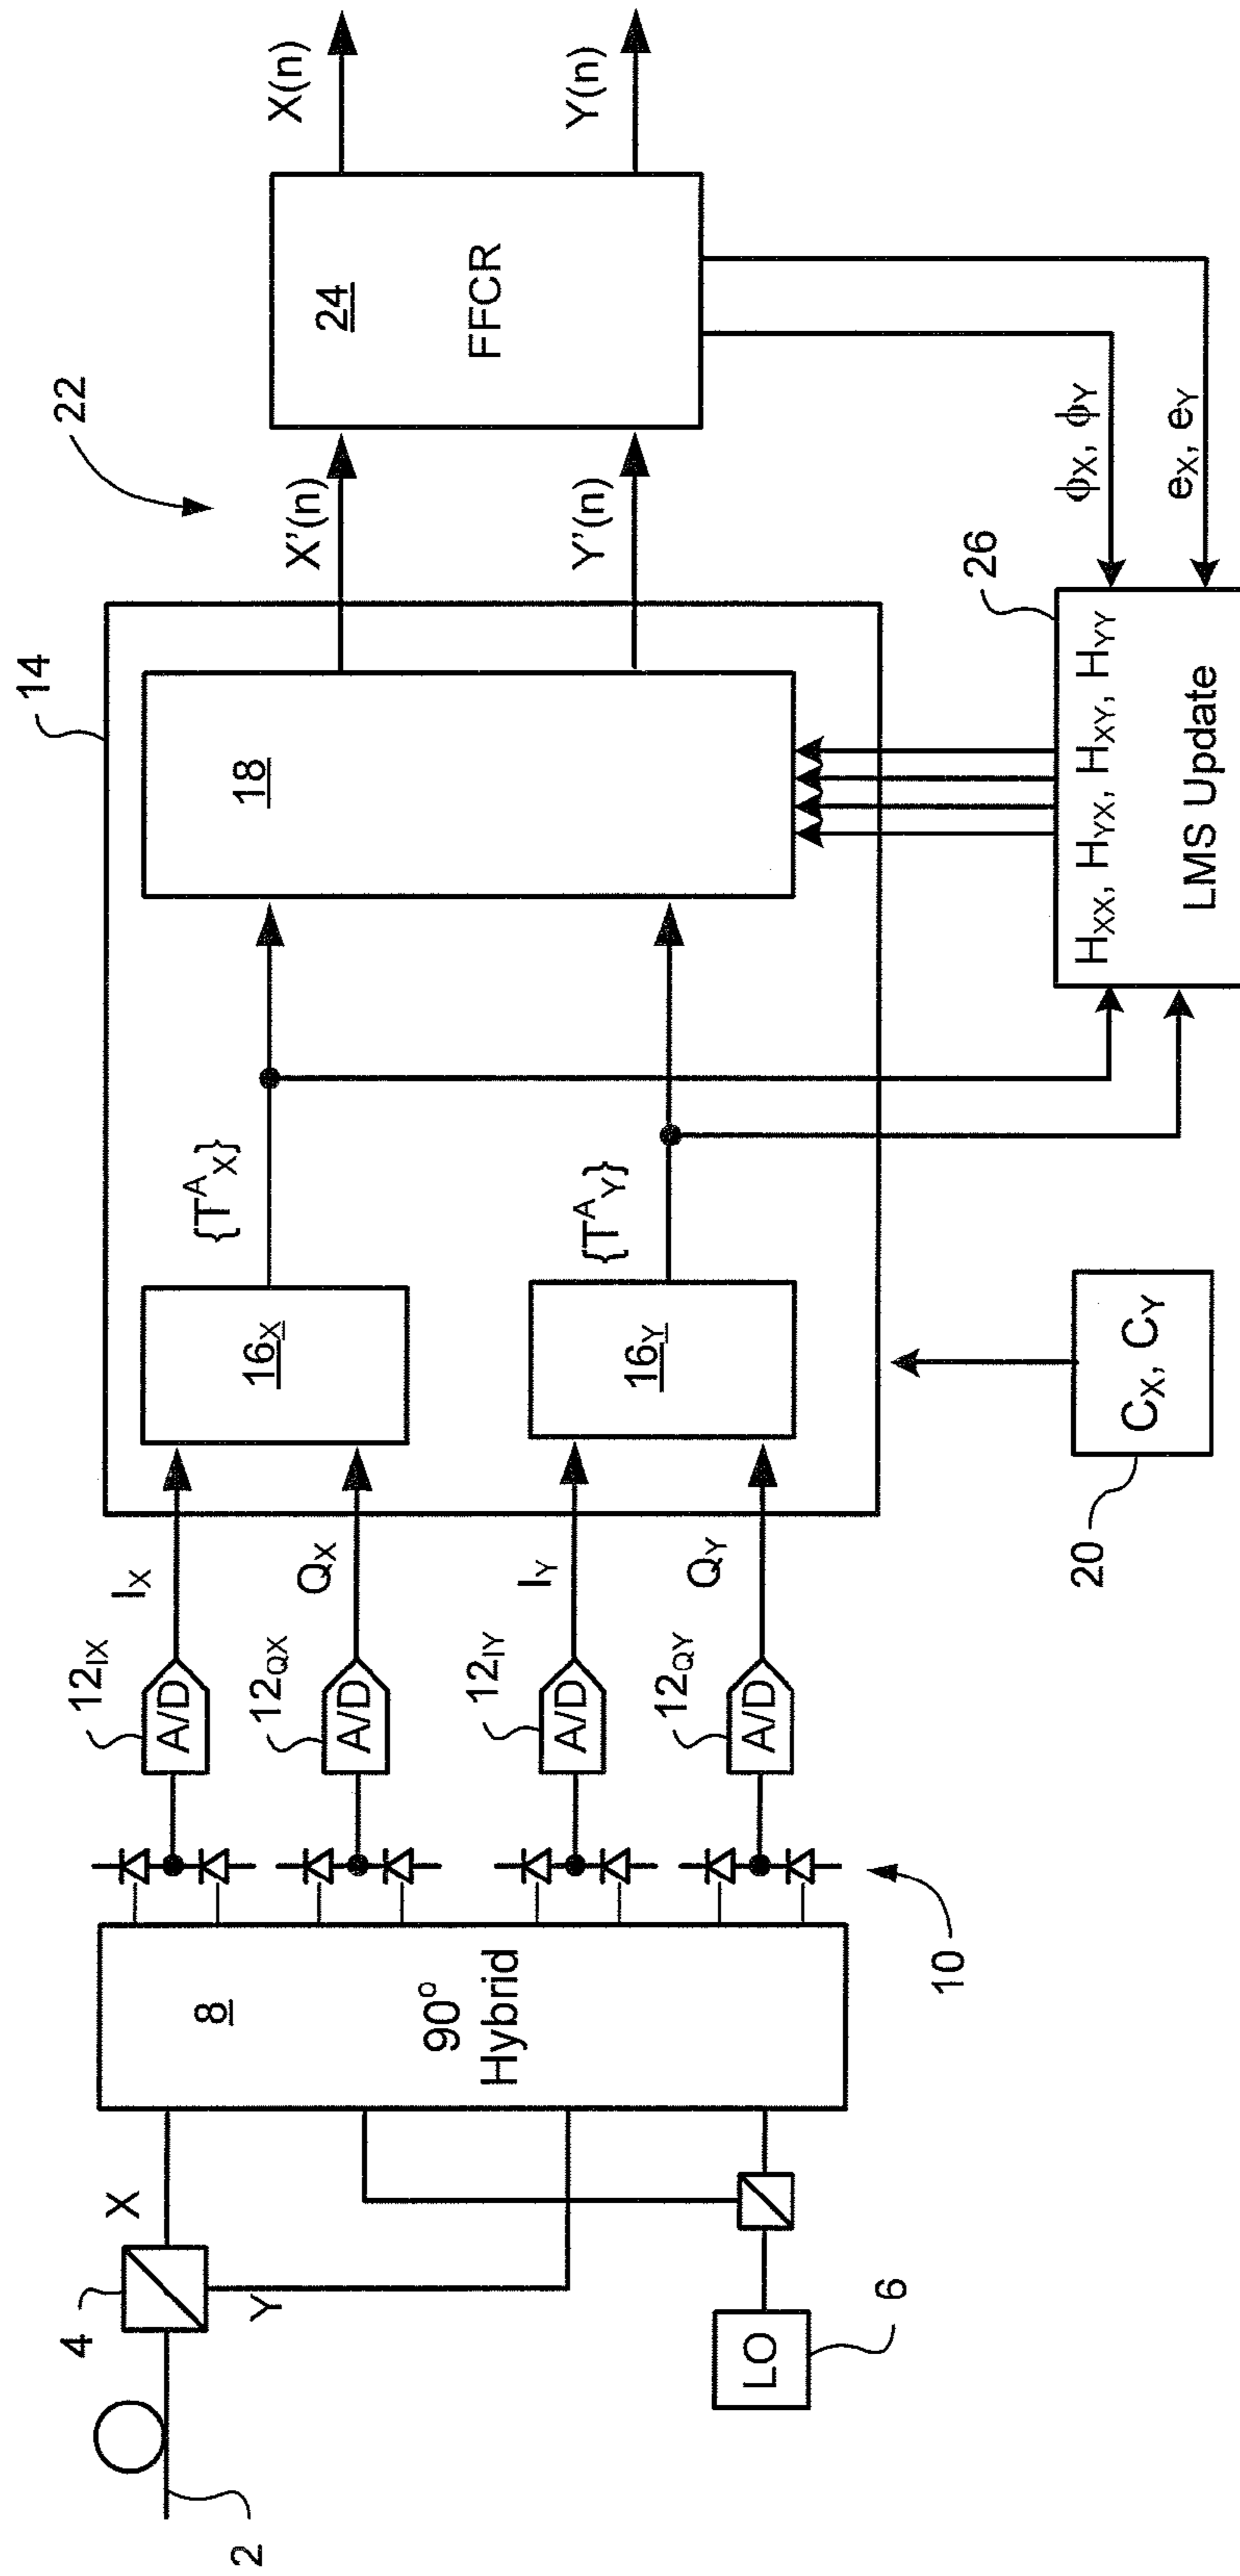 2
4
X
Y
LO
6
8
90° Hybrid
10
12IX
A/D
12QX
A/D
12IY
A/D
12QY
A/D
IX
QX
IY
QY
14
16X
16Y
{TAX}
{TAY}
18
20
CX, CY
X'(n)
Y'(n)
22
24
FFCR
X(n)
Y(n)
ϕX, ϕY
eX, eY
26
HXX, HYX, HXY, HYY
LMS Update